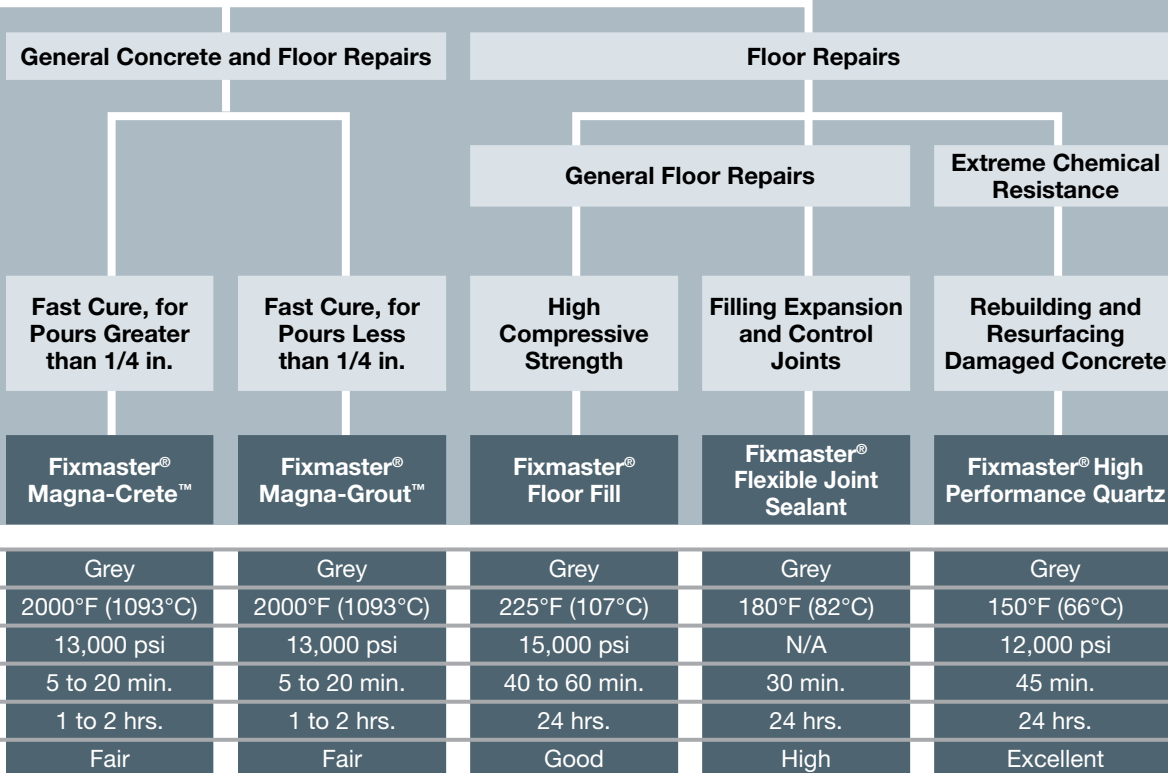 General Concrete and Floor Repairs
Floor Repairs
General Floor Repairs
Extreme Chemical
Resistance
Fast Cure, for
Pours Greater
than 1/4 in.
Fast Cure, for
Pours Less
than 1/4 in.
High
Compressive
Strength
Filling Expansion
and Control
Joints
Rebuilding and
Resurfacing
Damaged Concrete
Fixmaster®
Magna-Crete™
Fixmaster®
Magna-Grout™
Fixmaster®
Floor Fill
Fixmaster®
Flexible Joint
Sealant
Fixmaster® High
Performance Quartz
Grey Grey Grey Grey Grey
2000°F (1093°C) 2000°F (1093°C) 225°F (107°C) 180°F (82°C) 150°F (66°C)
13,000 psi 13,000 psi 15,000 psi N/A 12,000 psi
5 to 20 min. 5 to 20 min. 40 to 60 min. 30 min. 45 min.
1 to 2 hrs. 1 to 2 hrs. 24 hrs. 24 hrs. 24 hrs.
Fair Fair Good High Excellent